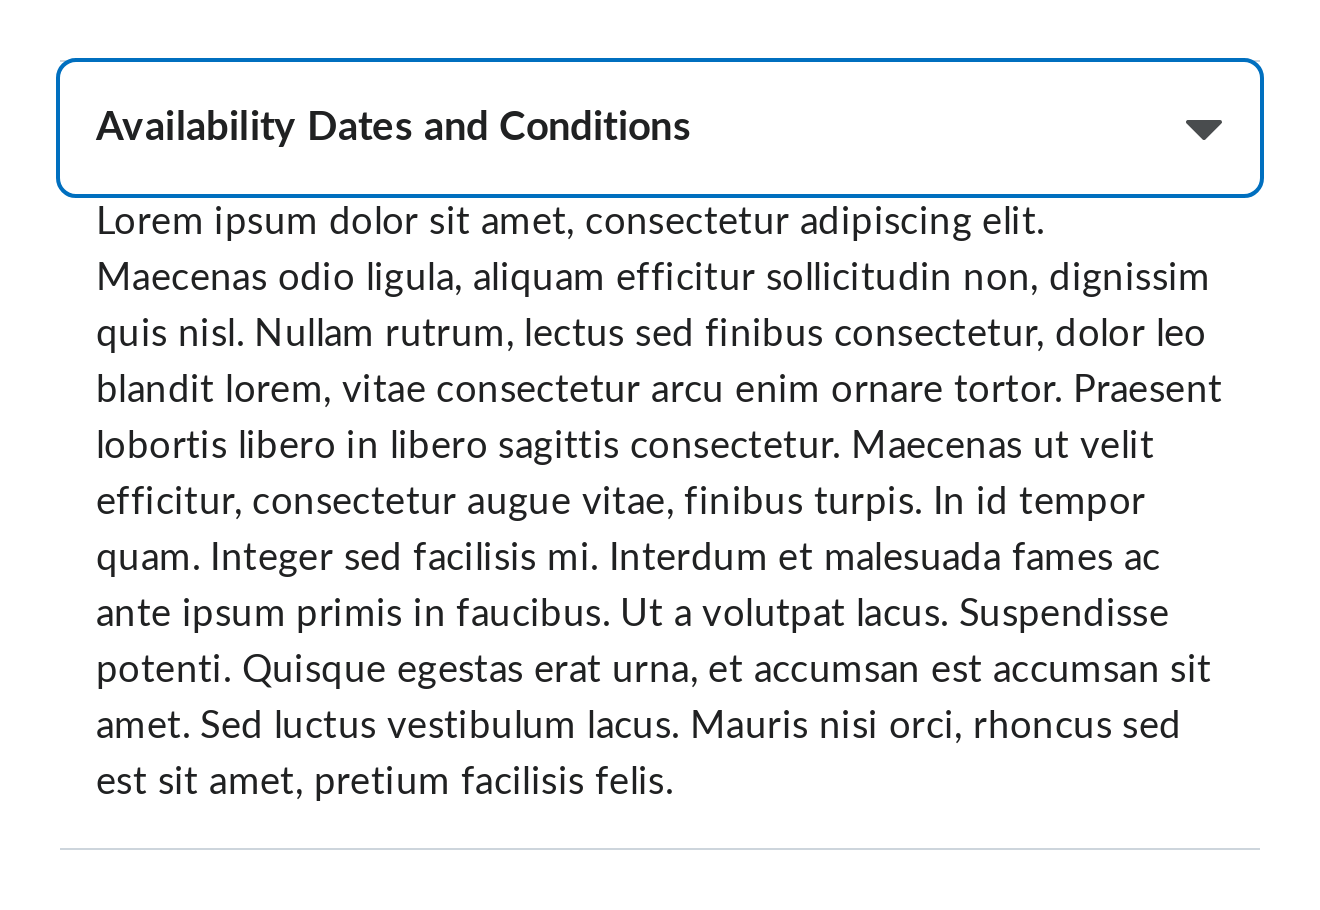 Availability Dates and Conditions
Lorem ipsum dolor sit amet, consectetur adipiscing elit.
Maecenas odio ligula, aliquam efficitur sollicitudin non, dignissim
quis nisl. Nullam rutrum, lectus sed finibus consectetur, dolor leo
blandit lorem, vitae consectetur arcu enim ornare tortor. Praesent
lobortis libero in libero sagittis consectetur. Maecenas ut velit
efficitur, consectetur augue vitae, finibus turpis. In id tempor
quam. Integer sed facilisis mi. Interdum et malesuada fames ac
ante ipsum primis in faucibus. Ut a volutpat lacus. Suspendisse
potenti. Quisque egestas erat urna, et accumsan est accumsan sit
amet. Sed luctus vestibulum lacus. Mauris nisi orci, rhoncus sed
est sit amet, pretium facilisis felis.